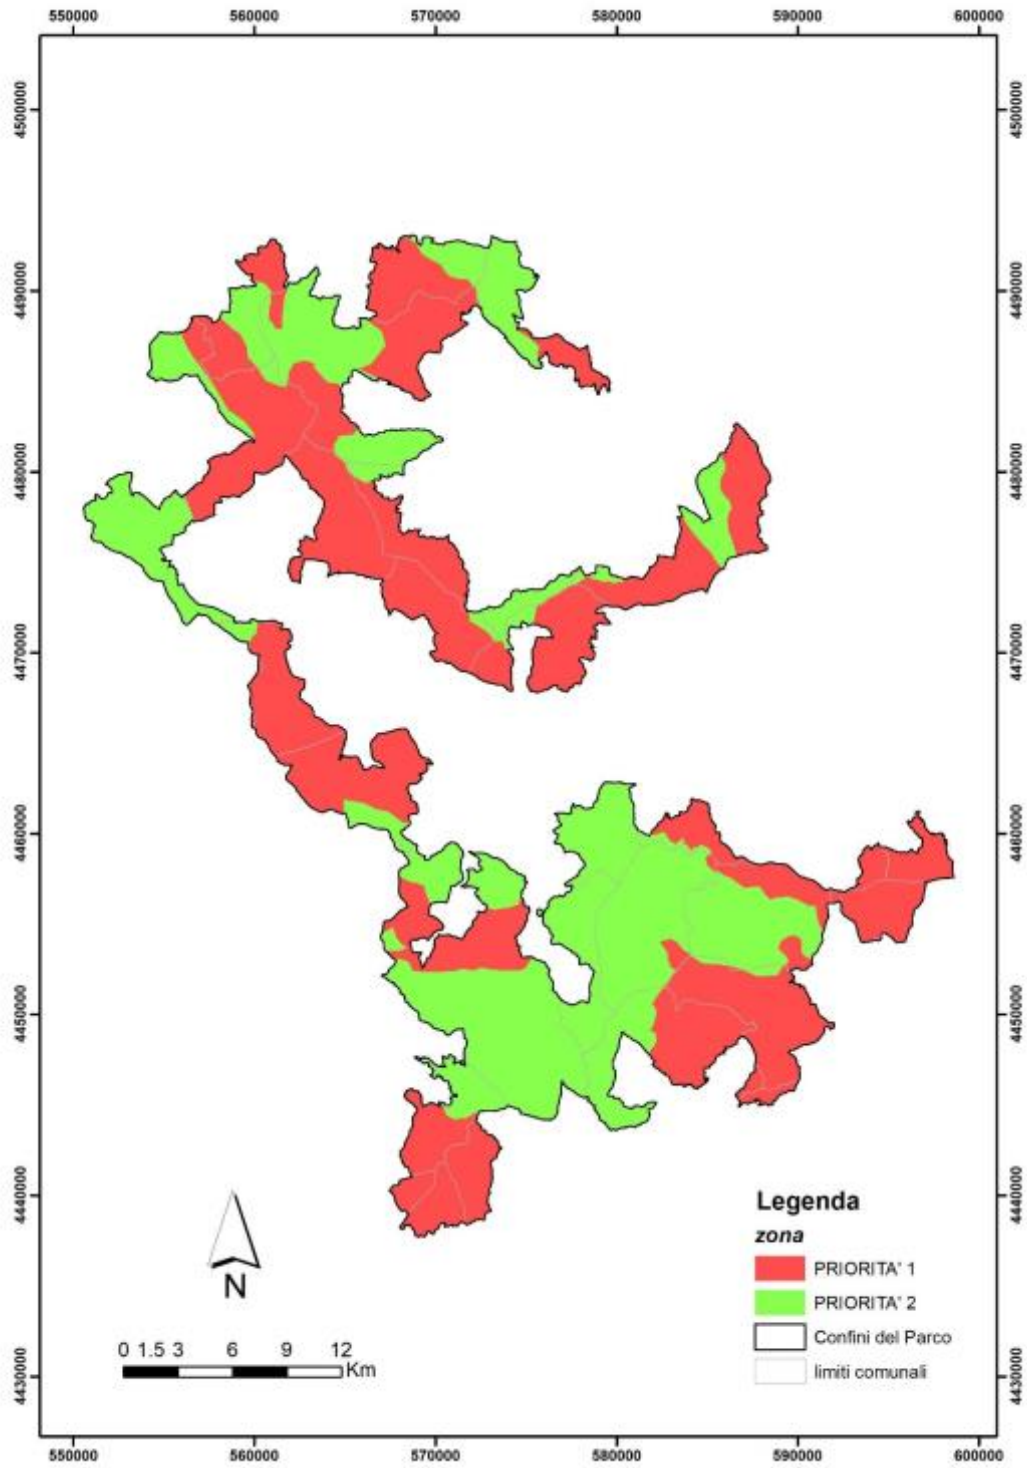 550000 560000 570000 580000 590000 600000
4500000 4500000
4490000 4490000
4480000 4480000
4470000 4470000
4460000 4460000
4450000 4450000
4440000 4440000
4430000 4430000
Legenda
zona
PRIORITA' 1
PRIORITA' 2
Confini del Parco
limiti comunali
N
0 1.5 3 6 9 12
Km
550000 560000 570000 580000 590000 600000